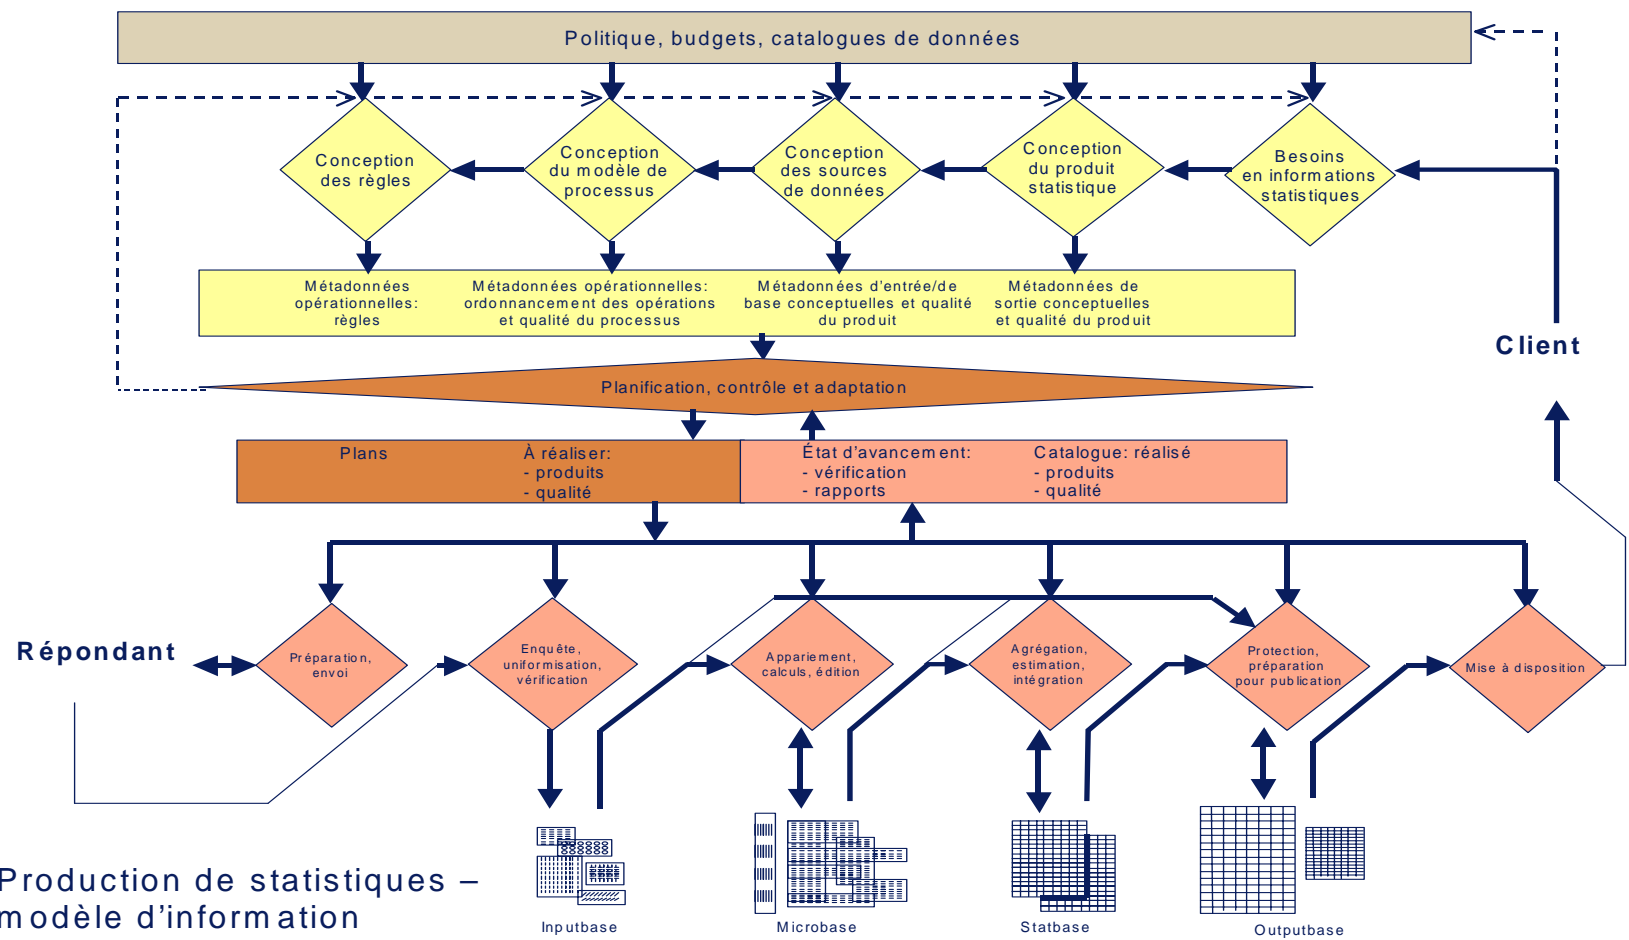 Politique, budgets, catalogues de données
Conception
des règles
Conception
du modèle de
processus
Conception
des sources
de données
Conception
du produit
statistique
Besoins
en informations
statistiques
Métadonnées
opérationnelles:
règles
Métadonnées opérationnelles:
ordonnancement des opérations
et qualité du processus
Métadonnées d'entrée/de
base conceptuelles et qualité
du produit
Métadonnées de
sortie conceptuelles
et qualité du produit
Client
Planification, contrôle et adaptation
Plans
À réaliser:
- produits
- qualité
État d'avancement:
- vérification
- rapports
Catalogue: réalisé
- produits
- qualité
Répondant
Préparation,
envoi
Enquête,
uniformisation,
vérification
Appariement,
calculs, édition
Agrégation,
estimation,
intégration
Protection,
préparation
pour publication
Mise à disposition
Inputbase
Microbase
Statbase
Outputbase
Production de statistiques –
modèle d'information